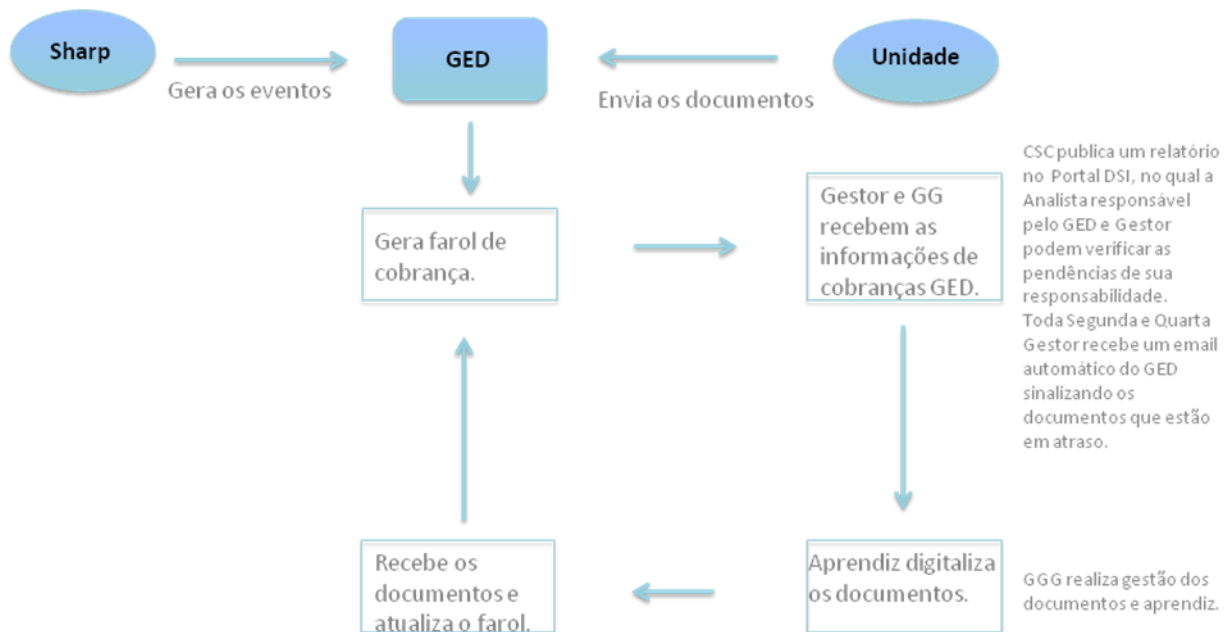 Sharp
GED
Unidade
Gera os eventos
Envia os documentos
Gera farol de
cobrança.
Gestor e GG
recebem as
informações de
cobranças GED.
CSC publica um relatório
no Portal DSI, no qual a
Analista responsável
pelo GED e Gestor
podem verificar as
pendências de sua
responsabilidade.
Toda Segunda e Quarta
Gestor recebe um email
automático do GED
sinalizando os
documentos que estão
em atraso.
Recebe os
documentos e
atualiza o farol.
Aprendiz digitaliza
os documentos.
GGG realiza gestão dos
documentos e aprendiz.